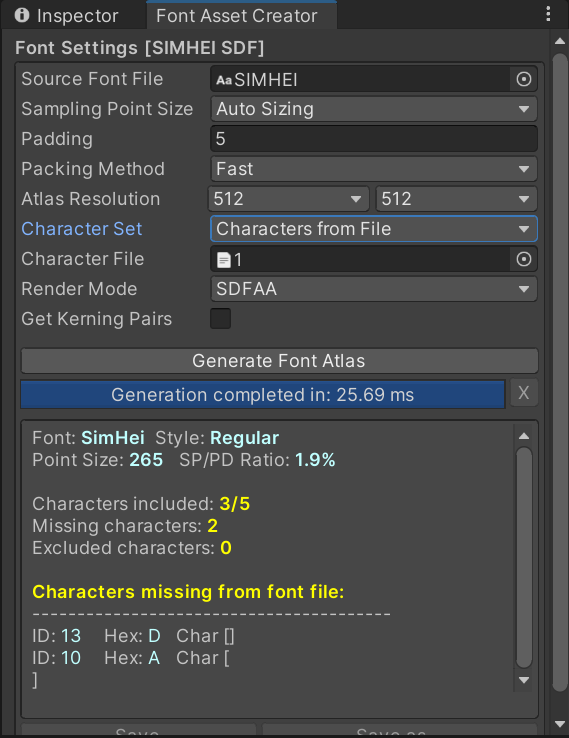 Inspector Font Asset Creator
Font Settings [SIMHEI SDF]
Source Font File Aa SIMHEI
Sampling Point Size Auto Sizing
Padding 5
Packing Method Fast
Atlas Resolution 512 512
Character Set Characters from File
Character File 1
Render Mode SDFAA
Get Kerning Pairs
Generate Font Atlas
Generation completed in: 25.69 ms X
Font: SimHei Style: Regular
Point Size: 265 SP/PD Ratio: 1.9%
Characters included: 3/5
Missing characters: 2
Excluded characters: 0
Characters missing from font file:
----------------------------------------
ID: 13 Hex: D Char []
ID: 10 Hex: A Char [
]
Save Save as